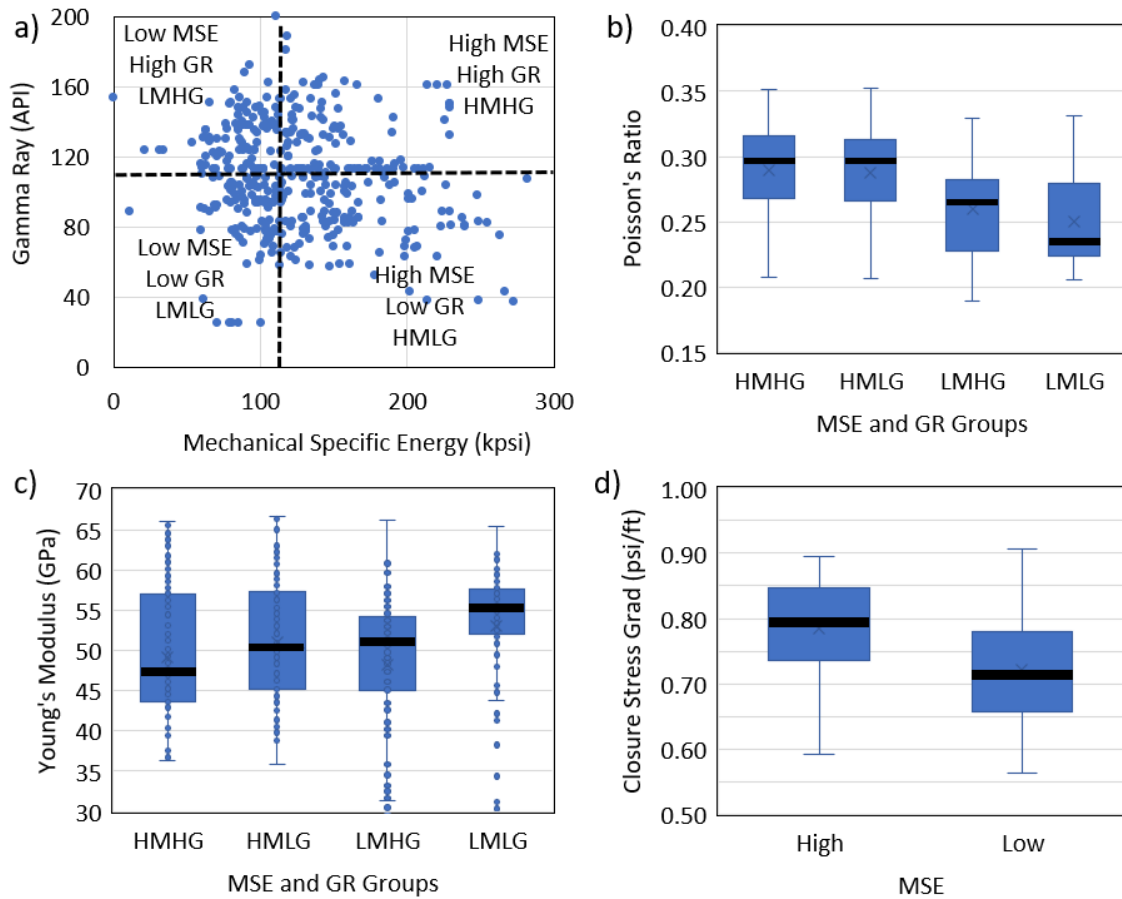 a)
200
160
120
80
40
0
Gamma Ray (API)
Low MSE
High GR
LMHG
High MSE
High GR
HMHG
Low MSE
Low GR
LMLG
High MSE
Low GR
HMLG
0 100 200 300
Mechanical Specific Energy (kpsi)
b)
0.40
0.35
0.30
0.25
0.20
0.15
Poisson's Ratio
HMHG HMLG LMHG LMLG
MSE and GR Groups
c)
70
65
60
55
50
45
40
35
30
Young's Modulus (GPa)
HMHG HMLG LMHG LMLG
MSE and GR Groups
d)
1.00
0.90
0.80
0.70
0.60
0.50
Closure Stress Grad (psi/ft)
High Low
MSE